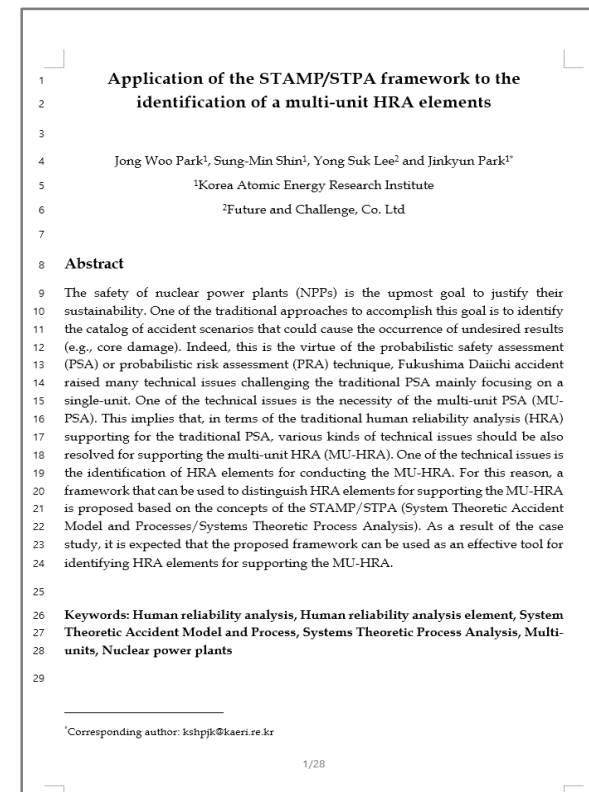 1 Application of the STAMP/STPA framework to the
2 identification of a multi-unit HRA elements
3
4 Jong Woo Park¹, Sung-Min Shin¹, Yong Suk Lee² and Jinkyun Park¹*
5 ¹Korea Atomic Energy Research Institute
6 ²Future and Challenge, Co. Ltd
7
8 Abstract
9 The safety of nuclear power plants (NPPs) is the upmost goal to justify their
10 sustainability. One of the traditional approaches to accomplish this goal is to identify
11 the catalog of accident scenarios that could cause the occurrence of undesired results
12 (e.g., core damage). Indeed, this is the virtue of the probabilistic safety assessment
13 (PSA) or probabilistic risk assessment (PRA) technique, Fukushima Daiichi accident
14 raised many technical issues challenging the traditional PSA mainly focusing on a
15 single-unit. One of the technical issues is the necessity of the multi-unit PSA (MU-
16 PSA). This implies that, in terms of the traditional human reliability analysis (HRA)
17 supporting for the traditional PSA, various kinds of technical issues should be also
18 resolved for supporting the multi-unit HRA (MU-HRA). One of the technical issues is
19 the identification of HRA elements for conducting the MU-HRA. For this reason, a
20 framework that can be used to distinguish HRA elements for supporting the MU-HRA
21 is proposed based on the concepts of the STAMP/STPA (System Theoretic Accident
22 Model and Processes/Systems Theoretic Process Analysis). As a result of the case
23 study, it is expected that the proposed framework can be used as an effective tool for
24 identifying HRA elements for supporting the MU-HRA.
25
26 Keywords: Human reliability analysis, Human reliability analysis element, System
27 Theoretic Accident Model and Process, Systems Theoretic Process Analysis, Multi-
28 units, Nuclear power plants
29
*Corresponding author: kshpjk@kaeri.re.kr
1/28